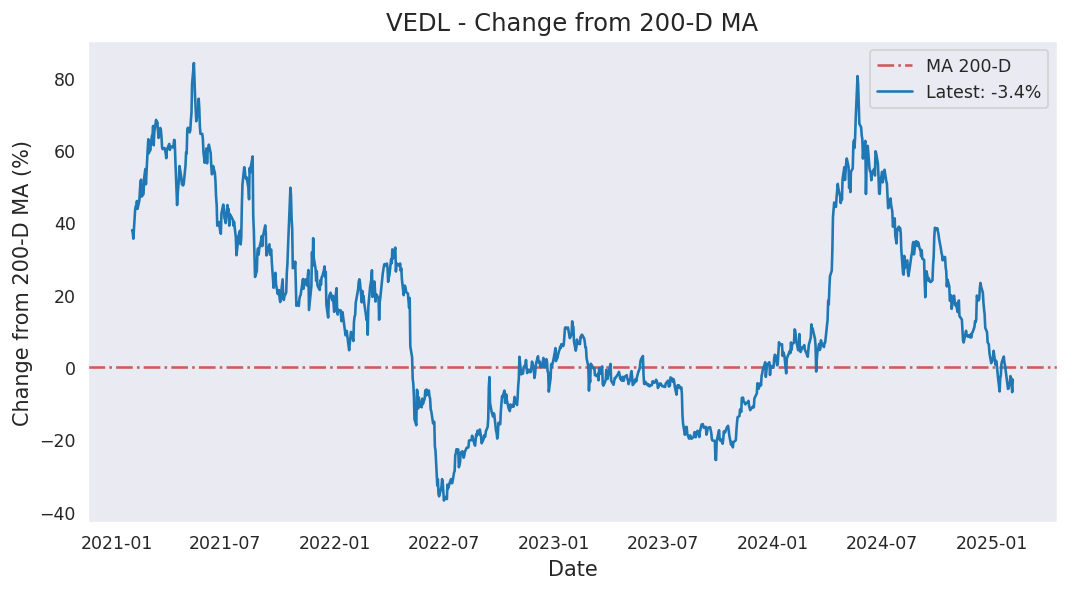 VEDL - Change from 200-D MA
MA 200-D
Latest: -3.4%
Change from 200-D MA (%)
80
60
40
20
0
−20
−40
2021-01 2021-07 2022-01 2022-07 2023-01 2023-07 2024-01 2024-07 2025-01
Date